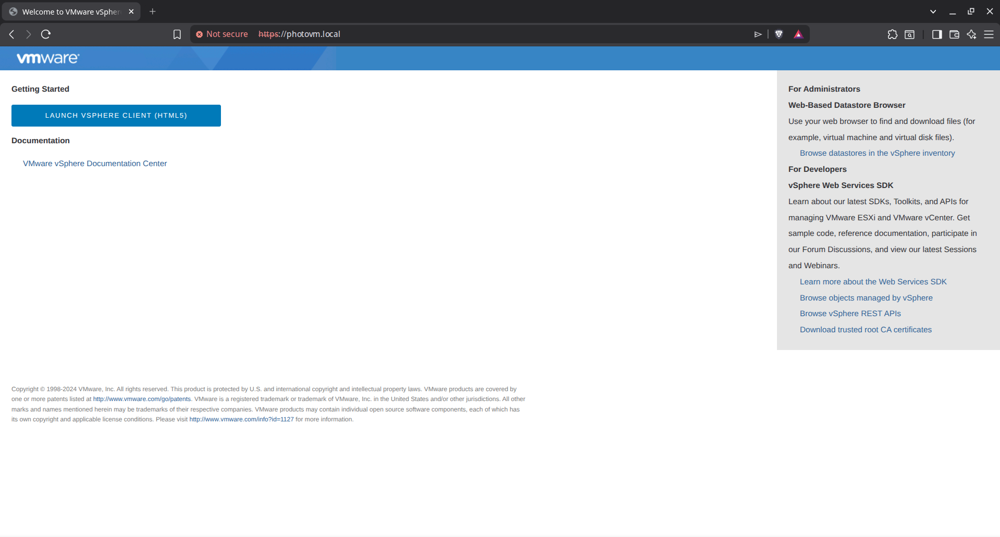 Welcome to VMware vSpher
Not secure https://photovm.local
vmware
Getting Started
LAUNCH VSPHERE CLIENT (HTML5)
Documentation
VMware vSphere Documentation Center
For Administrators
Web-Based Datastore Browser
Use your web browser to find and download files (for
example, virtual machine and virtual disk files).
Browse datastores in the vSphere inventory
For Developers
vSphere Web Services SDK
Learn about our latest SDKs, Toolkits, and APIs for
managing VMware ESXi and VMware vCenter. Get
sample code, reference documentation, participate in
our Forum Discussions, and view our latest Sessions
and Webinars.
Learn more about the Web Services SDK
Browse objects managed by vSphere
Browse vSphere REST APIs
Download trusted root CA certificates
Copyright © 1998-2024 VMware, Inc. All rights reserved. This product is protected by U.S. and international copyright and intellectual property laws. VMware products are covered by
one or more patents listed at http://www.vmware.com/go/patents. VMware is a registered trademark or trademark of VMware, Inc. in the United States and/or other jurisdictions. All other
marks and names mentioned herein may be trademarks of their respective companies. VMware products may contain individual open source software components, each of which has
its own copyright and applicable license conditions. Please visit http://www.vmware.com/info?id=1127 for more information.